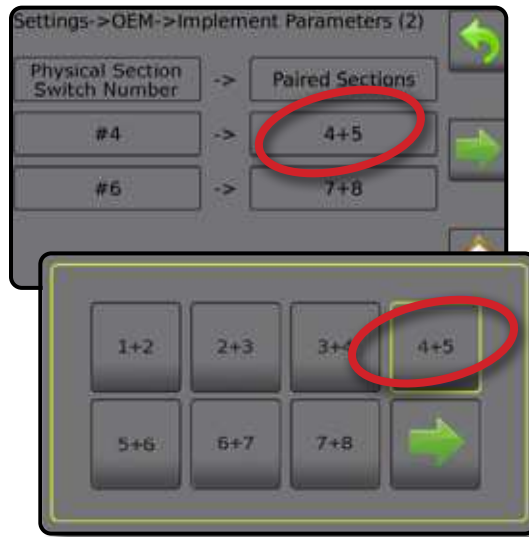 Settings->OEM->Implement Parameters (2)
Physical Section
Switch Number
->
Paired Sections
#4 -> 4+5
#6 -> 7+8
1+2 2+3 3+4 4+5
5+6 6+7 7+8